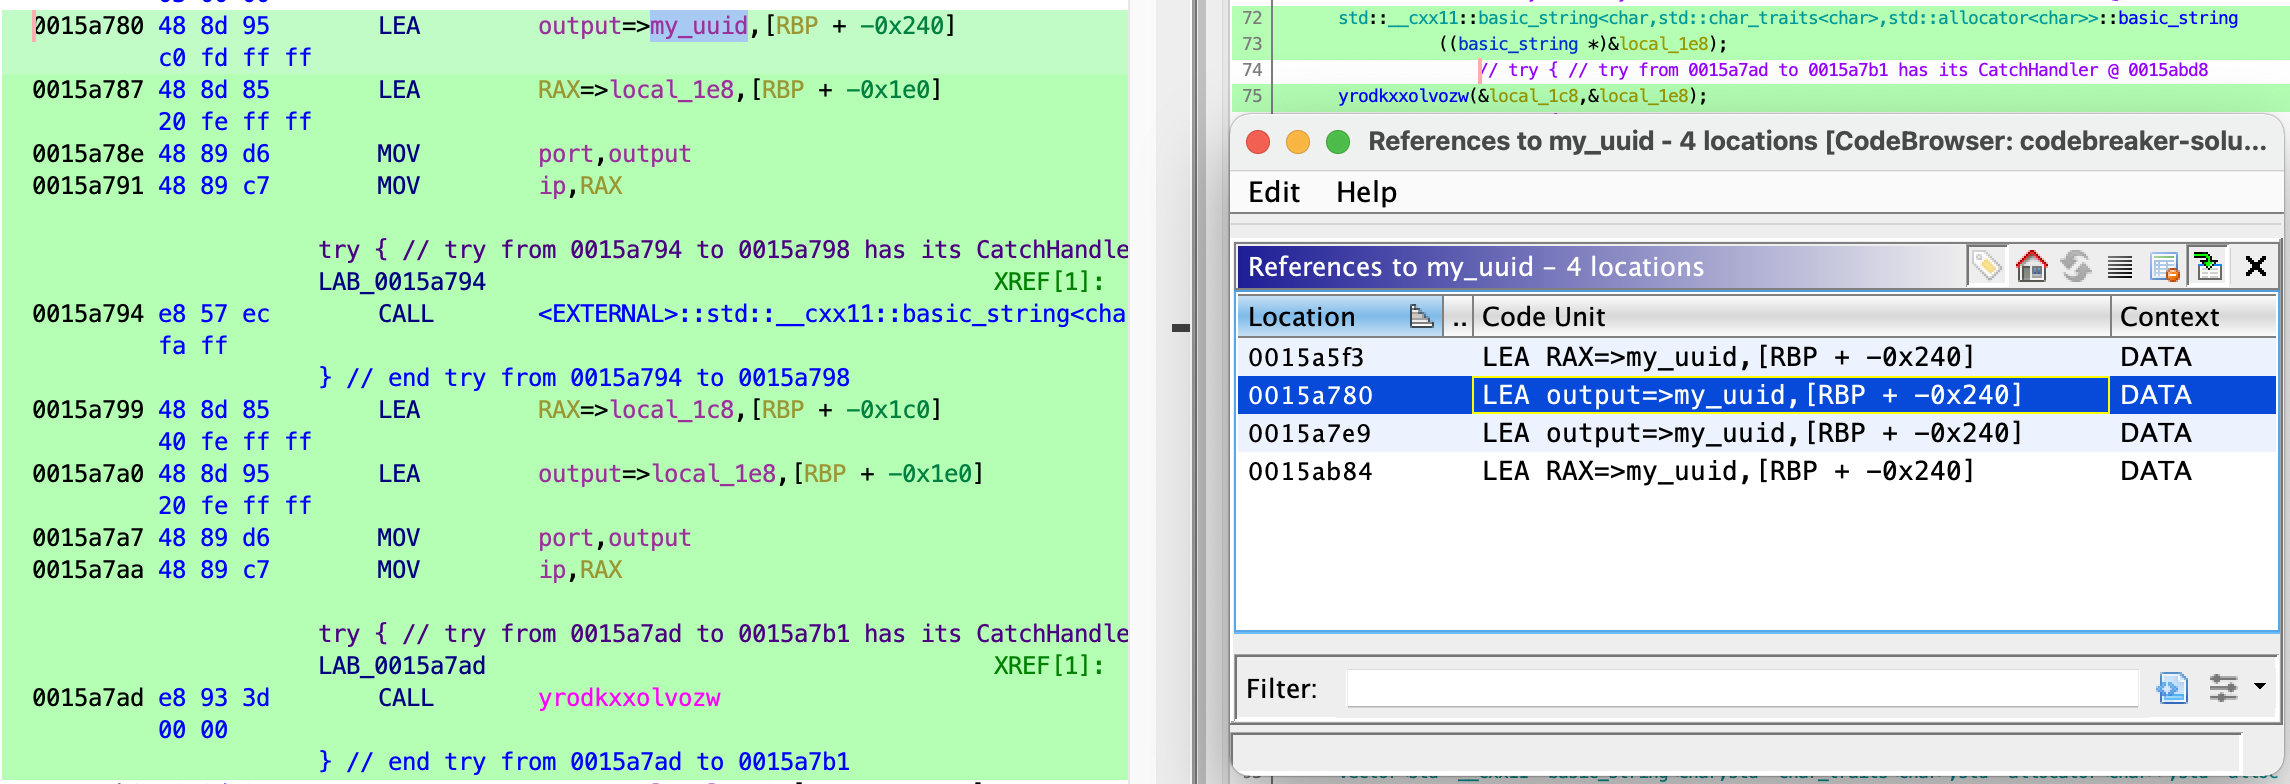 0015a780 48 8d 95 LEA output=>my_uuid,[RBP + -0x240]
c0 fd ff ff
0015a787 48 8d 85 LEA RAX=>local_1e8,[RBP + -0x1e0]
20 fe ff ff
0015a78e 48 89 d6 MOV port,output
0015a791 48 89 c7 MOV ip,RAX
try { // try from 0015a794 to 0015a798 has its CatchHandle
LAB_0015a794 XREF[1]:
0015a794 e8 57 ec CALL <EXTERNAL>::std::__cxx11::basic_string<cha
fa ff
} // end try from 0015a794 to 0015a798
0015a799 48 8d 85 LEA RAX=>local_1c8,[RBP + -0x1c0]
40 fe ff ff
0015a7a0 48 8d 95 LEA output=>local_1e8,[RBP + -0x1e0]
20 fe ff ff
0015a7a7 48 89 d6 MOV port,output
0015a7aa 48 89 c7 MOV ip,RAX
try { // try from 0015a7ad to 0015a7b1 has its CatchHandle
LAB_0015a7ad XREF[1]:
0015a7ad e8 93 3d CALL yrodkxxolvozw
00 00
} // end try from 0015a7ad to 0015a7b1
72 std::__cxx11::basic_string<char,std::char_traits<char>,std::allocator<char>>::basic_string
73 ((basic_string *)&local_1e8);
74 // try { // try from 0015a7ad to 0015a7b1 has its CatchHandler @ 0015abd8
75 yrodkxxolvozw(&local_1c8,&local_1e8);
References to my_uuid - 4 locations [CodeBrowser: codebreaker-solu...
Edit Help
References to my_uuid – 4 locations
Location .. Code Unit Context
0015a5f3 LEA RAX=>my_uuid,[RBP + -0x240] DATA
0015a780 LEA output=>my_uuid,[RBP + -0x240] DATA
0015a7e9 LEA output=>my_uuid,[RBP + -0x240] DATA
0015ab84 LEA RAX=>my_uuid,[RBP + -0x240] DATA
Filter: